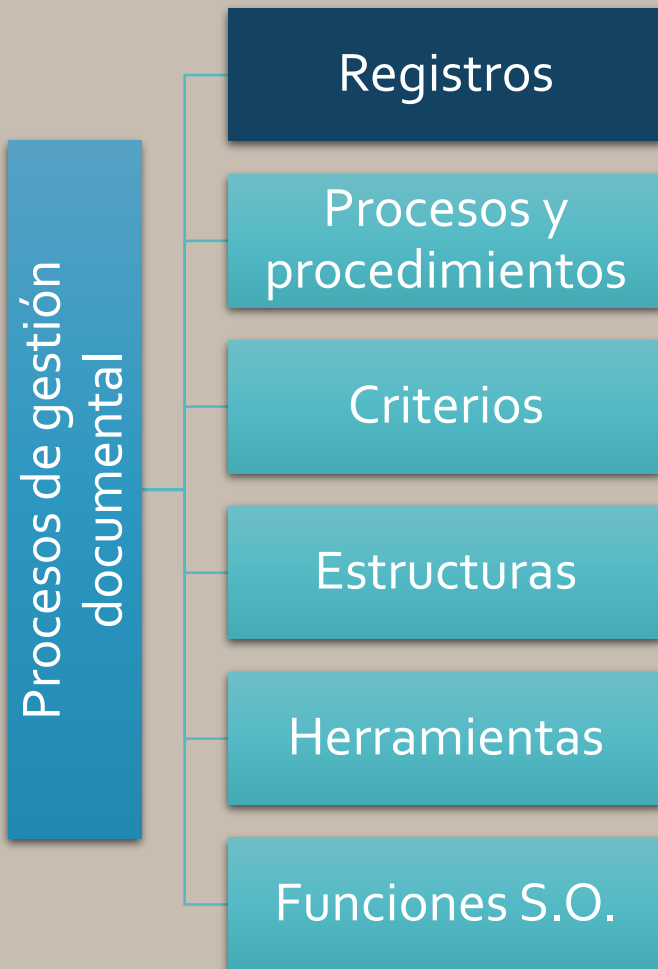 Procesos de gestión
documental
Registros
Procesos y
procedimientos
Criterios
Estructuras
Herramientas
Funciones S.O.